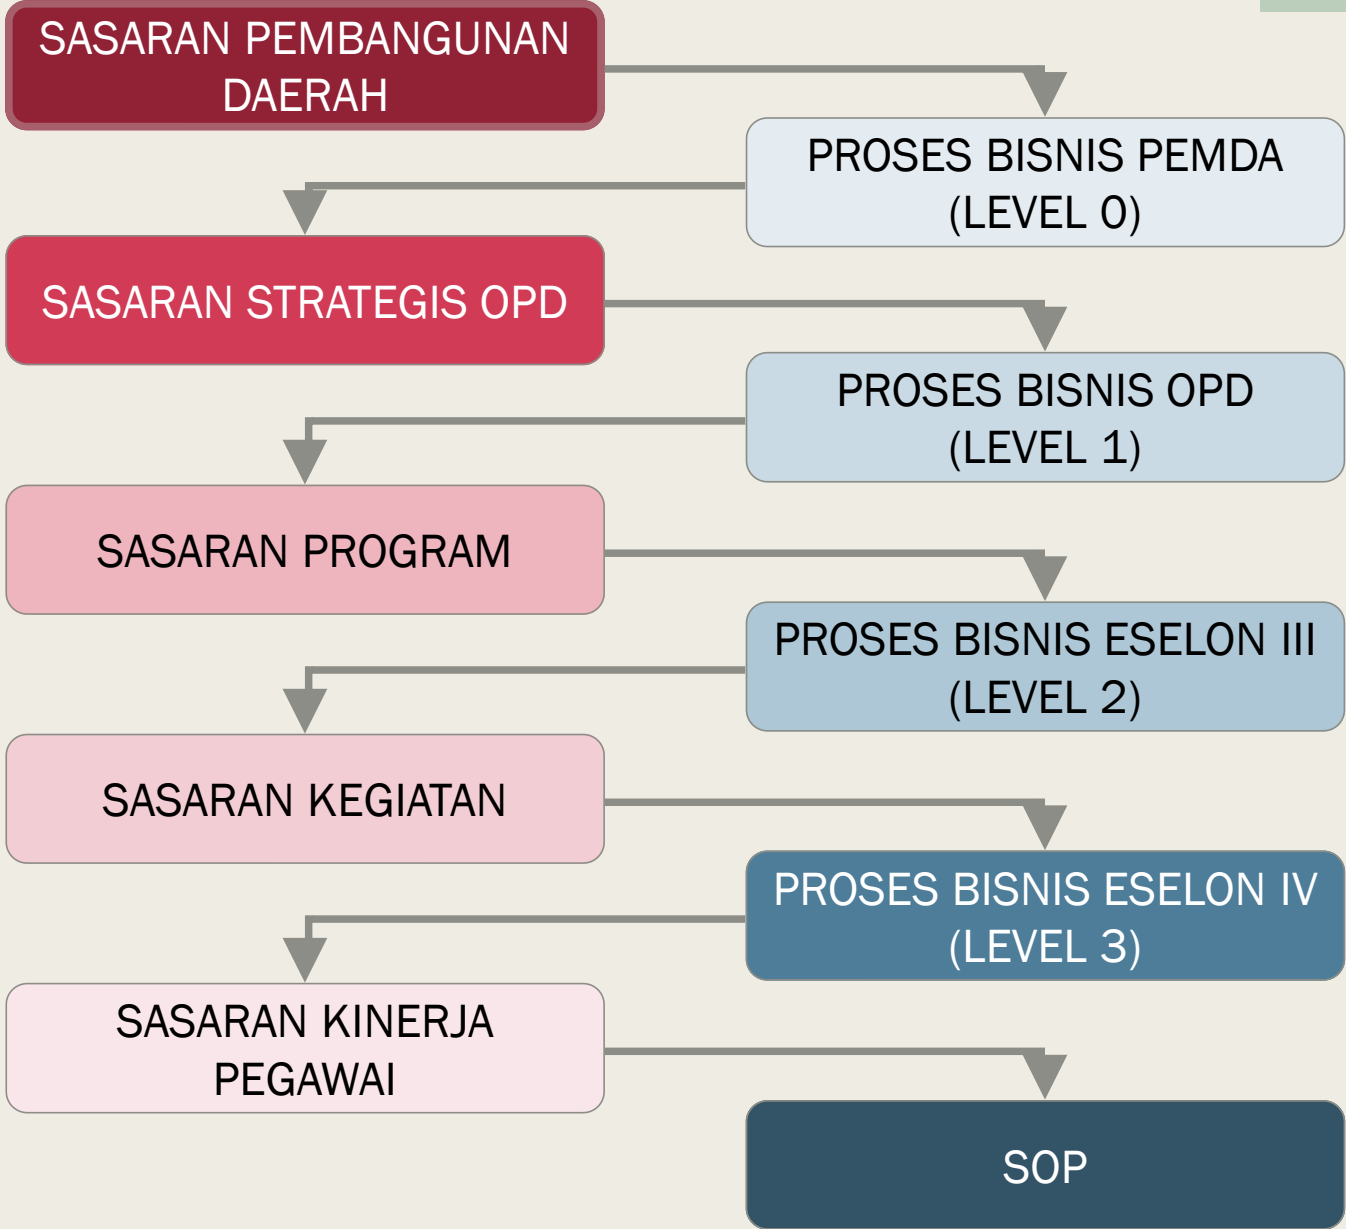 SASARAN PEMBANGUNAN
DAERAH
PROSES BISNIS PEMDA
(LEVEL 0)
SASARAN STRATEGIS OPD
PROSES BISNIS OPD
(LEVEL 1)
SASARAN PROGRAM
PROSES BISNIS ESELON III
(LEVEL 2)
SASARAN KEGIATAN
PROSES BISNIS ESELON IV
(LEVEL 3)
SASARAN KINERJA
PEGAWAI
SOP